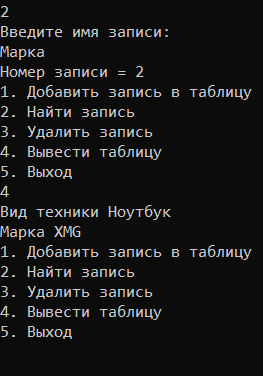 2
Введите имя записи:
Марка
Номер записи = 2
1. Добавить запись в таблицу
2. Найти запись
3. Удалить запись
4. Вывести таблицу
5. Выход
4
Вид техники Ноутбук
Марка XMG
1. Добавить запись в таблицу
2. Найти запись
3. Удалить запись
4. Вывести таблицу
5. Выход